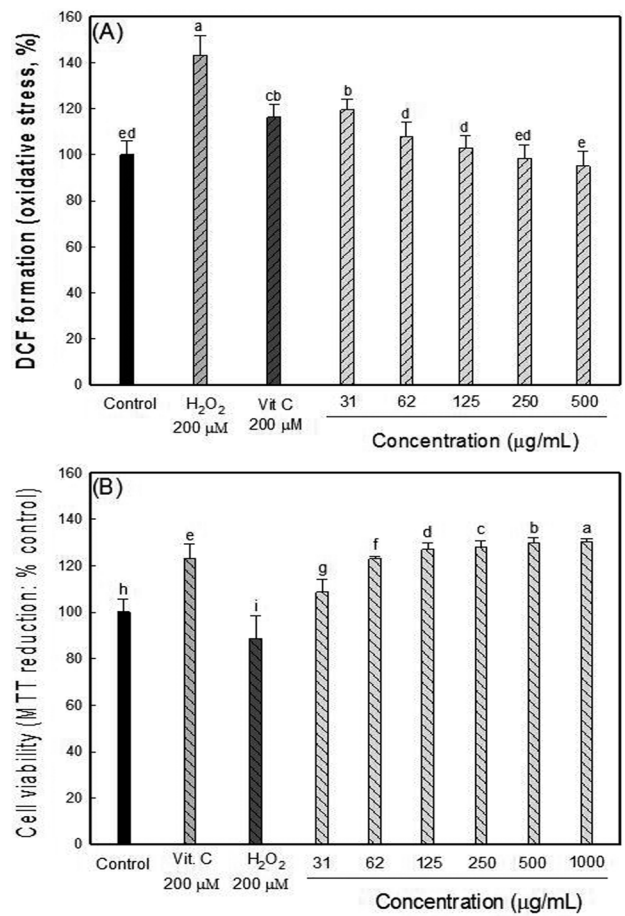 (A)
DCF formation (oxidative stress, %)
160
140
120
100
80
60
40
20
0
ed
a
cb
b
d
d
ed
e
Control
H₂O₂
200 μM
Vit C
200 μM
31
62
125
250
500
Concentration (μg/mL)
(B)
Cell viability (MTT reduction: % control)
160
140
120
100
80
60
40
20
0
h
e
i
g
f
d
c
b
a
Control
Vit. C
200 μM
H₂O₂
200 μM
31
62
125
250
500
1000
Concentration (μg/mL)